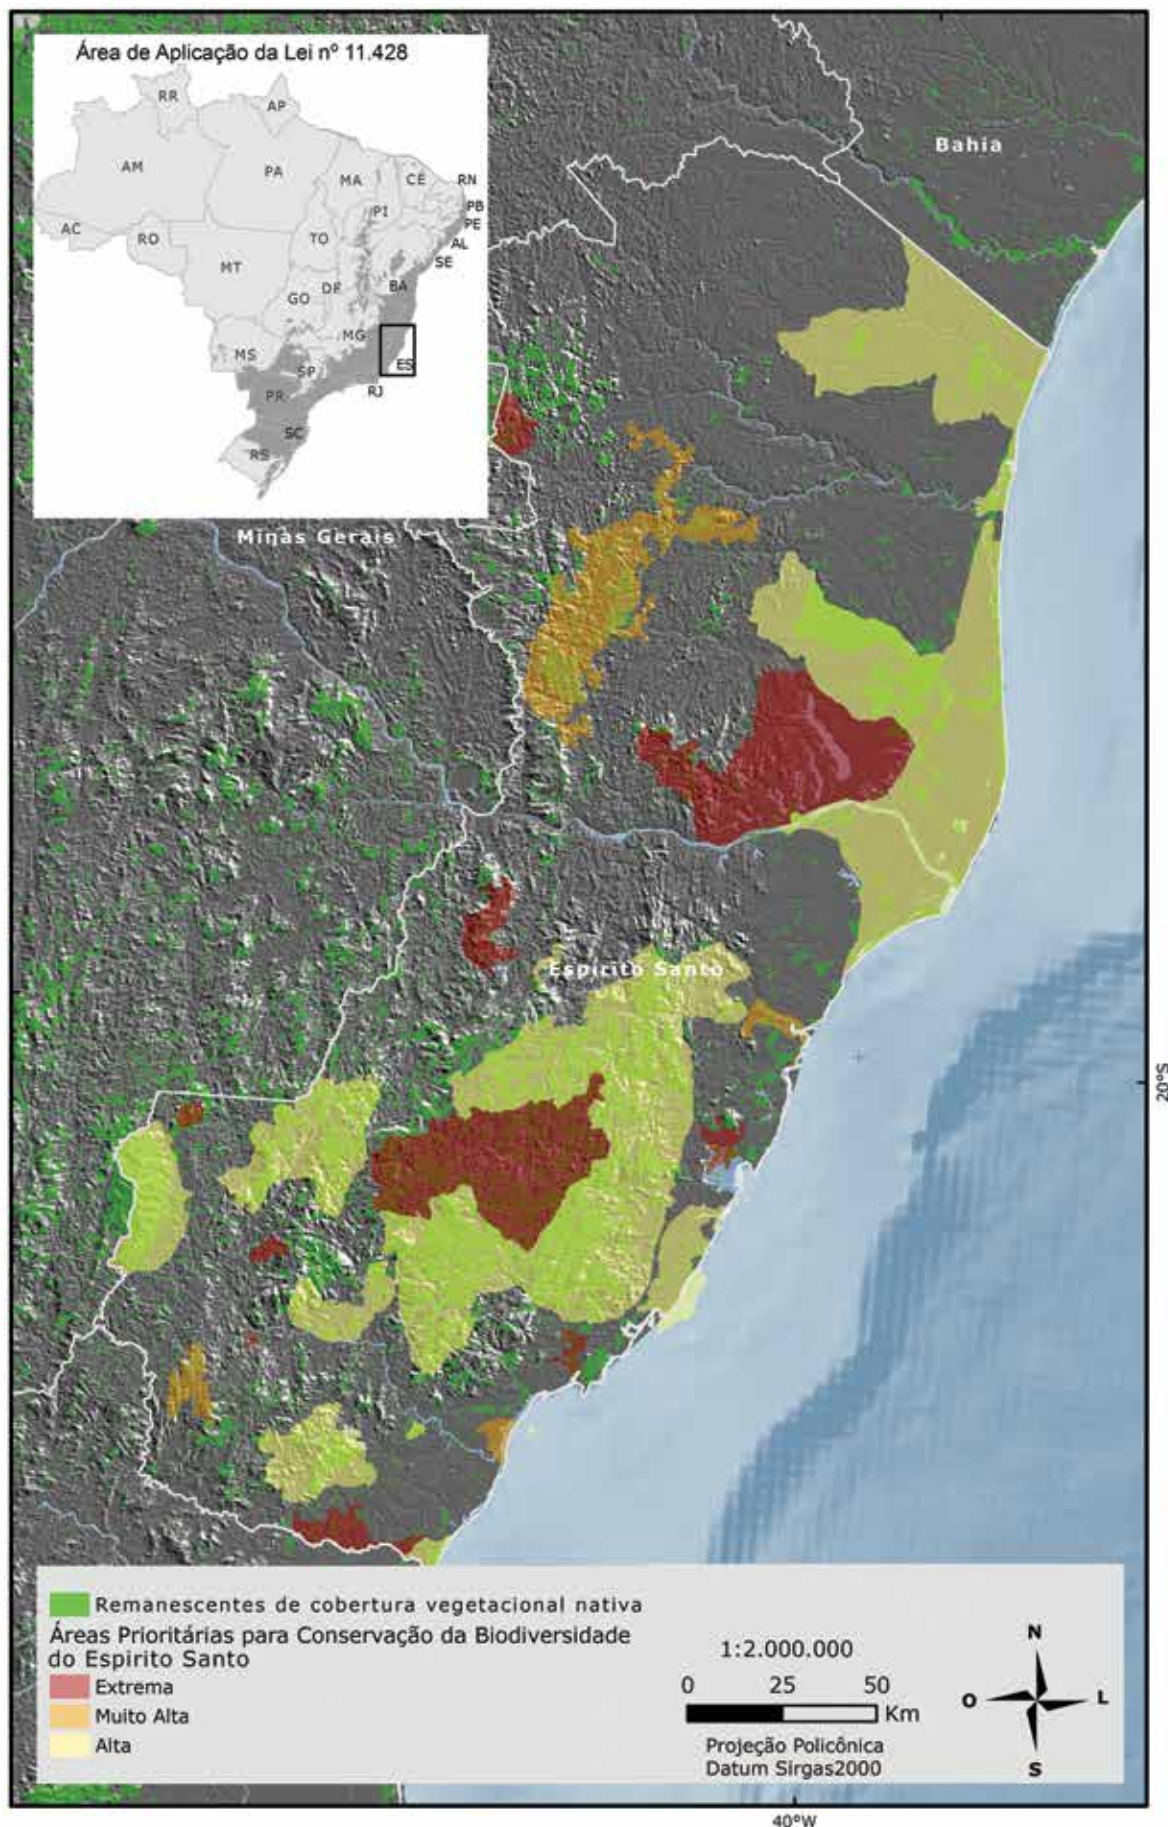 Área de Aplicação da Lei nº 11.428
RR
AP
AM
PA
MA
CE
RN
PB
PE
PI
AC
RO
TO
AL
SE
MT
BA
GO
DF
MG
MS
ES
SP
RJ
PR
SC
RS
Bahia
Minas Gerais
Espírito Santo
20°S
Remanescentes de cobertura vegetacional nativa
Áreas Prioritárias para Conservação da Biodiversidade
do Espirito Santo
Extrema
Muito Alta
Alta
1:2.000.000
0 25 50
Km
Projeção Policônica
Datum Sirgas2000
N
O L
S
40°W